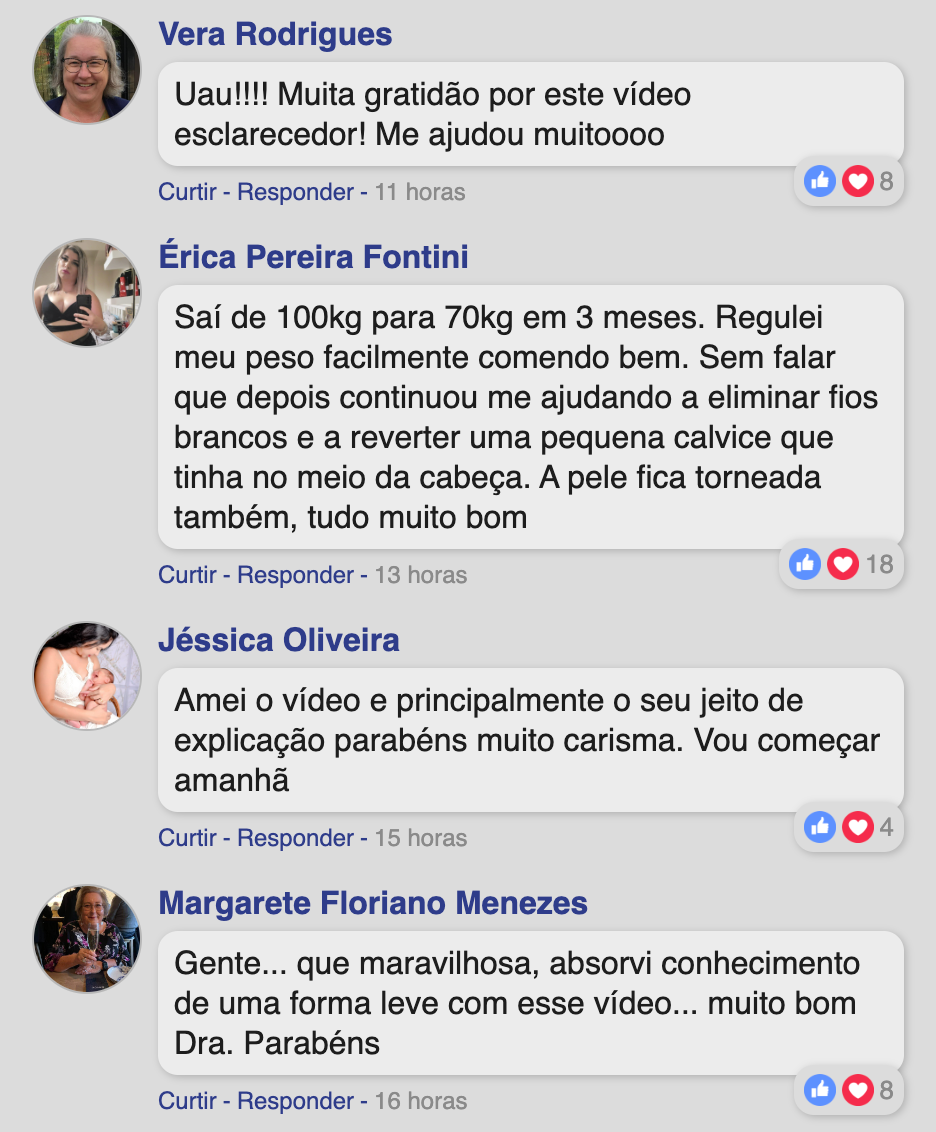 Vera Rodrigues
Uau!!!! Muita gratidão por este vídeo
esclarecedor! Me ajudou muitoooo
Curtir - Responder - 11 horas
8
Érica Pereira Fontini
Saí de 100kg para 70kg em 3 meses. Regulei
meu peso facilmente comendo bem. Sem falar
que depois continuou me ajudando a eliminar fios
brancos e a reverter uma pequena calvice que
tinha no meio da cabeça. A pele fica torneada
também, tudo muito bom
Curtir - Responder - 13 horas
18
Jéssica Oliveira
Amei o vídeo e principalmente o seu jeito de
explicação parabéns muito carisma. Vou começar
amanhã
Curtir - Responder - 15 horas
4
Margarete Floriano Menezes
Gente... que maravilhosa, absorvi conhecimento
de uma forma leve com esse vídeo... muito bom
Dra. Parabéns
Curtir - Responder - 16 horas
8